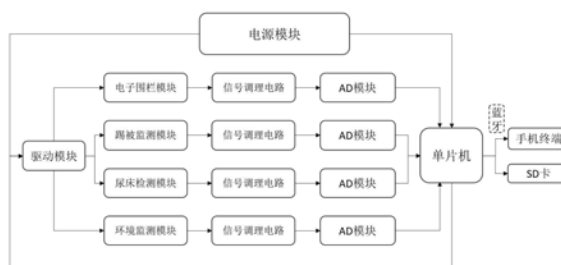 电源模块
电子围栏模块 信号调理电路 AD模块
蓝牙
踢被监测模块 信号调理电路 AD模块
手机终端
驱动模块
单片机
尿床检测模块 信号调理电路 AD模块
SD卡
环境监测模块 信号调理电路 AD模块